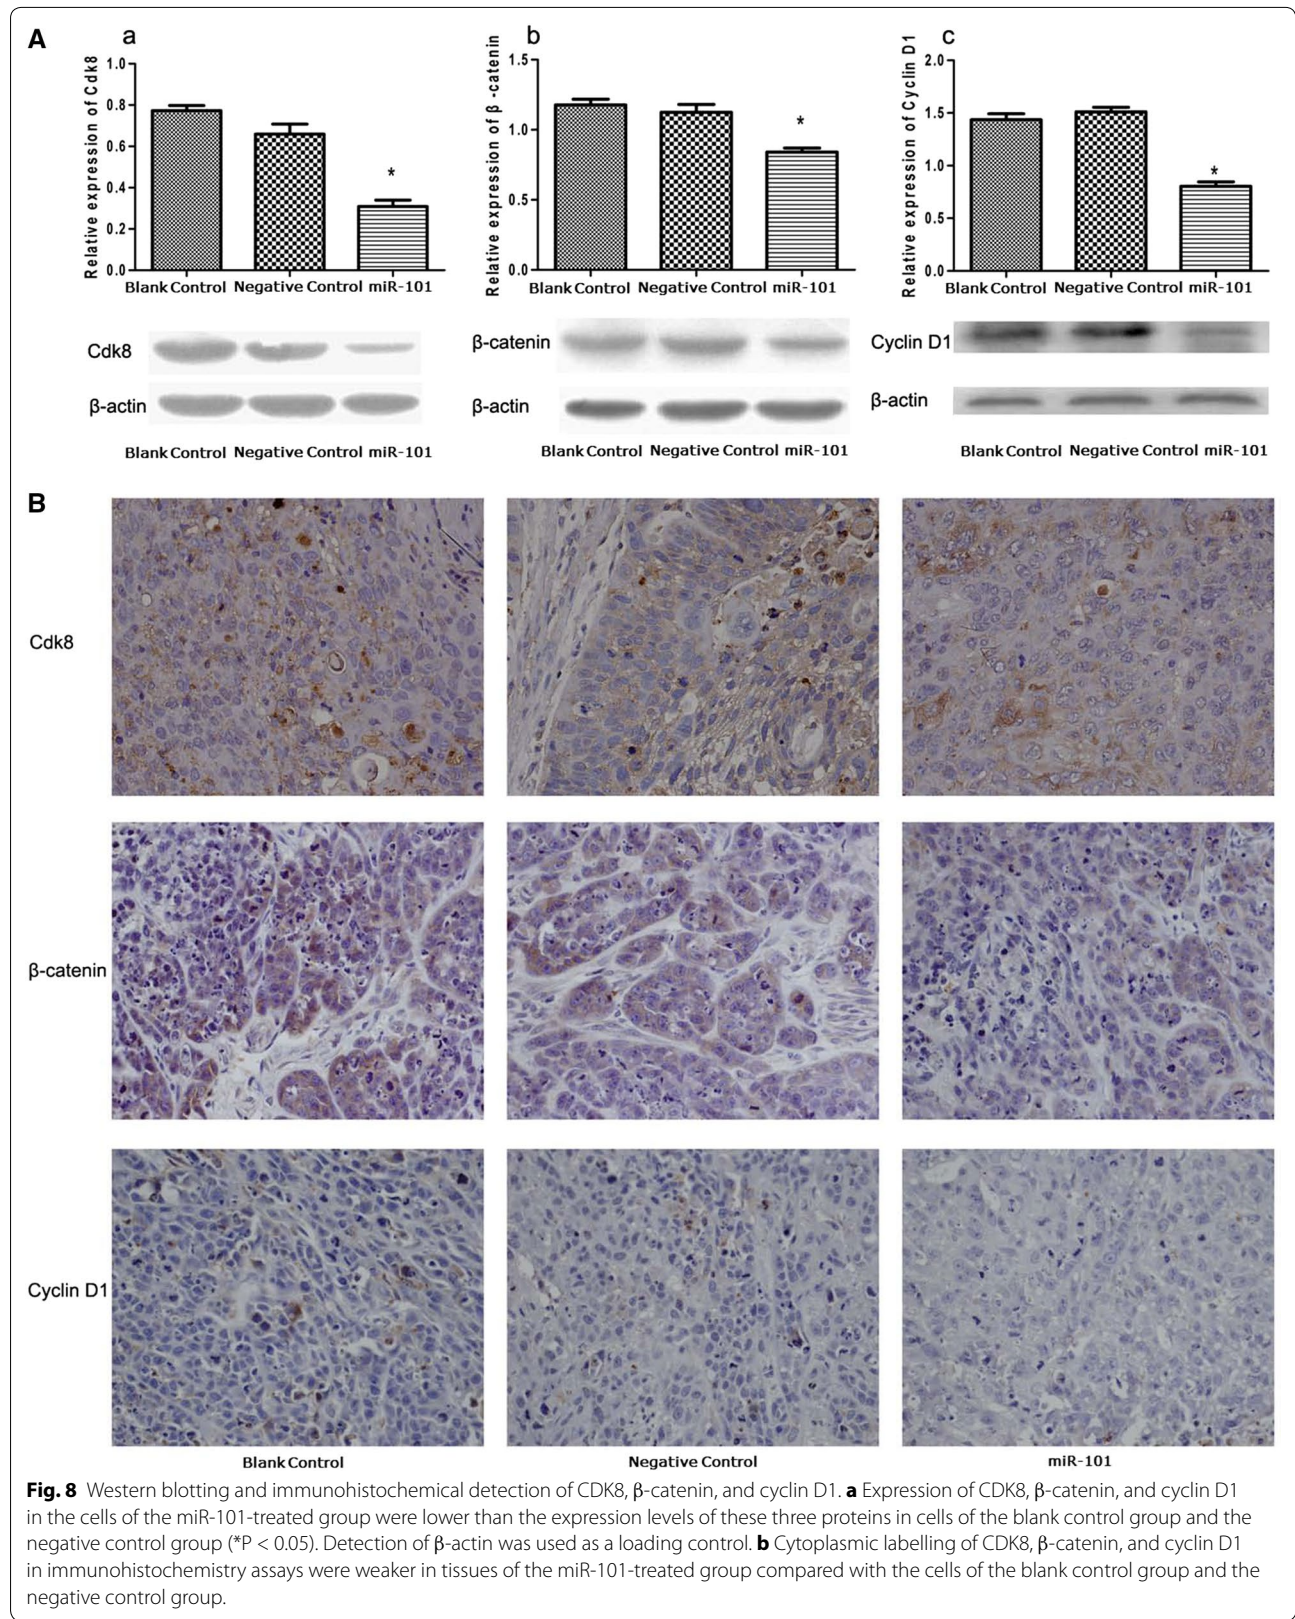 A
a
b
c
Relative expression of Cdk8
1.0
0.8
0.6
0.4
0.2
0.0
*
Blank Control Negative Control miR-101
Relative expression of β -catenin
1.5
1.0
0.5
0.0
*
Blank Control Negative Control miR-101
Relative expression of Cyclin D1
2.0
1.5
1.0
0.5
0.0
*
Blank Control Negative Control miR-101
Cdk8
β-actin
Blank Control Negative Control miR-101
β-catenin
β-actin
Blank Control Negative Control miR-101
Cyclin D1
β-actin
Blank Control Negative Control miR-101
B
Cdk8
β-catenin
Cyclin D1
Blank Control
Negative Control
miR-101
Fig. 8 Western blotting and immunohistochemical detection of CDK8, β-catenin, and cyclin D1. a Expression of CDK8, β-catenin, and cyclin D1
in the cells of the miR-101-treated group were lower than the expression levels of these three proteins in cells of the blank control group and the
negative control group (*P < 0.05). Detection of β-actin was used as a loading control. b Cytoplasmic labelling of CDK8, β-catenin, and cyclin D1
in immunohistochemistry assays were weaker in tissues of the miR-101-treated group compared with the cells of the blank control group and the
negative control group.